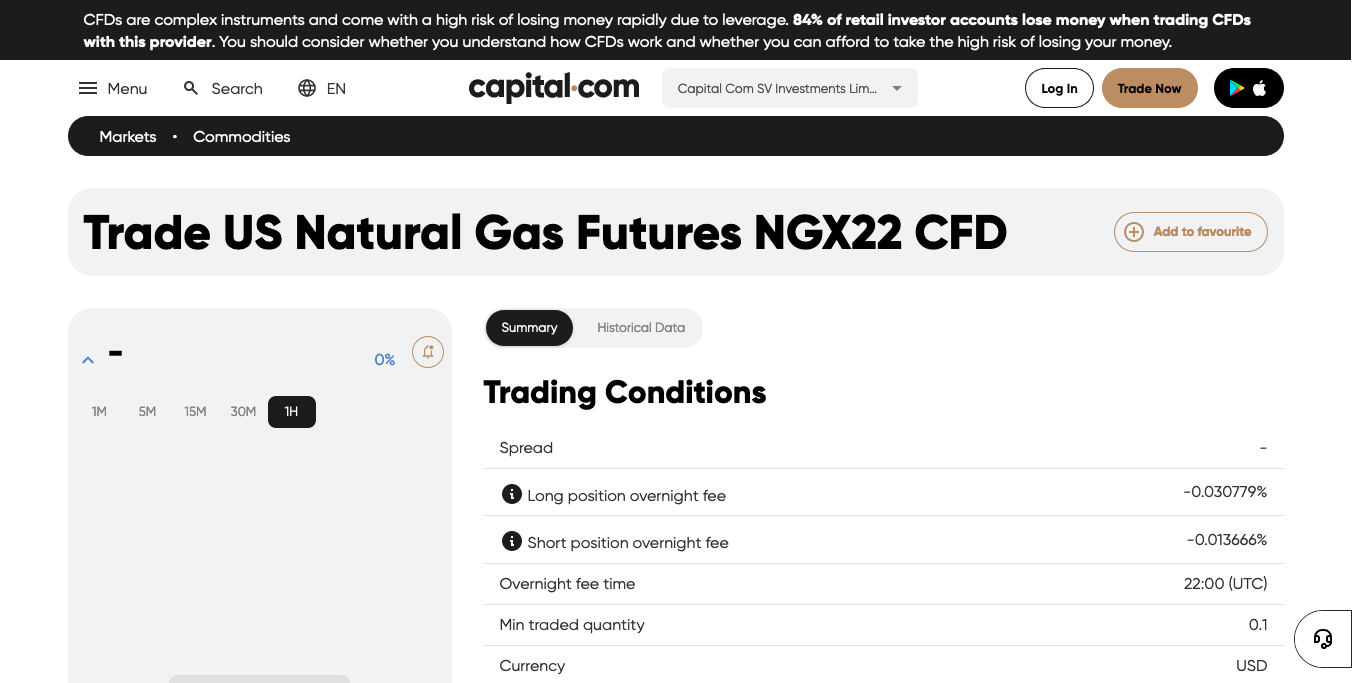 CFDs are complex instruments and come with a high risk of losing money rapidly due to leverage. 84% of retail investor accounts lose money when trading CFDs
with this provider. You should consider whether you understand how CFDs work and whether you can afford to take the high risk of losing your money.
Menu Search EN capital.com Capital Com SV Investments Lim... Log In Trade Now
Markets • Commodities
Trade US Natural Gas Futures NGX22 CFD Add to favourite
Summary Historical Data
- 0%
Trading Conditions
1M 5M 15M 30M 1H
Spread -
Long position overnight fee -0.030779%
Short position overnight fee -0.013666%
Overnight fee time 22:00 (UTC)
Min traded quantity 0.1
Currency USD